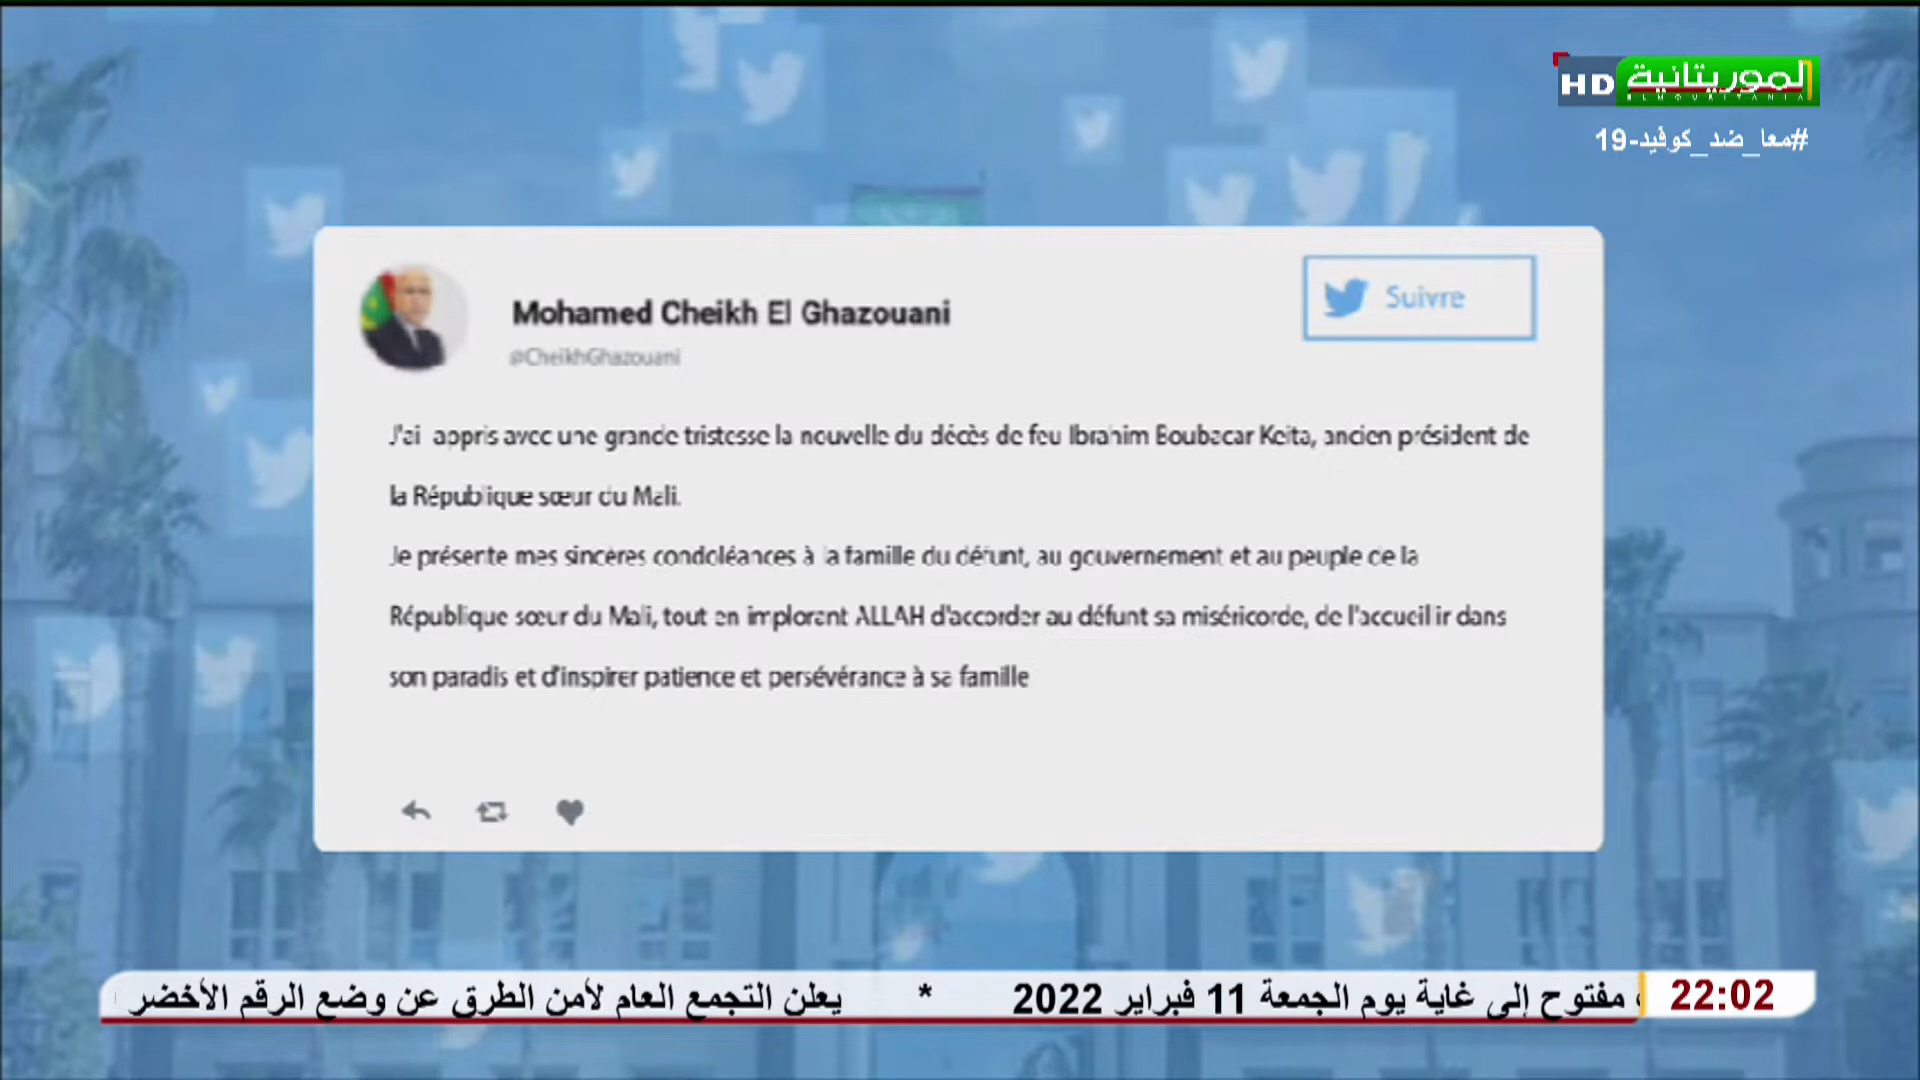 HD الموريتانية
ELMOURITANIA
#معا_ضد_كوفيد-19
Mohamed Cheikh El Ghazouani
@CheikhGhazouani
Suivre
J'ai appris avec une grande tristesse la nouvelle du décès de feu Ibrahim Boubacar Keita, ancien président de
la République sœur du Mali.
Je présente mes sincères condoléances à la famille du défunt, au gouvernement et au peuple de la
République sœur du Mali, tout en implorant ALLAH d'accorder au défunt sa miséricorde, de l'accueillir dans
son paradis et d'inspirer patience et persévérance à sa famille
مفتوح إلى غاية يوم الجمعة 11 فبراير 2022 * يعلن التجمع العام لأمن الطرق عن وضع الرقم الأخضر
22:02